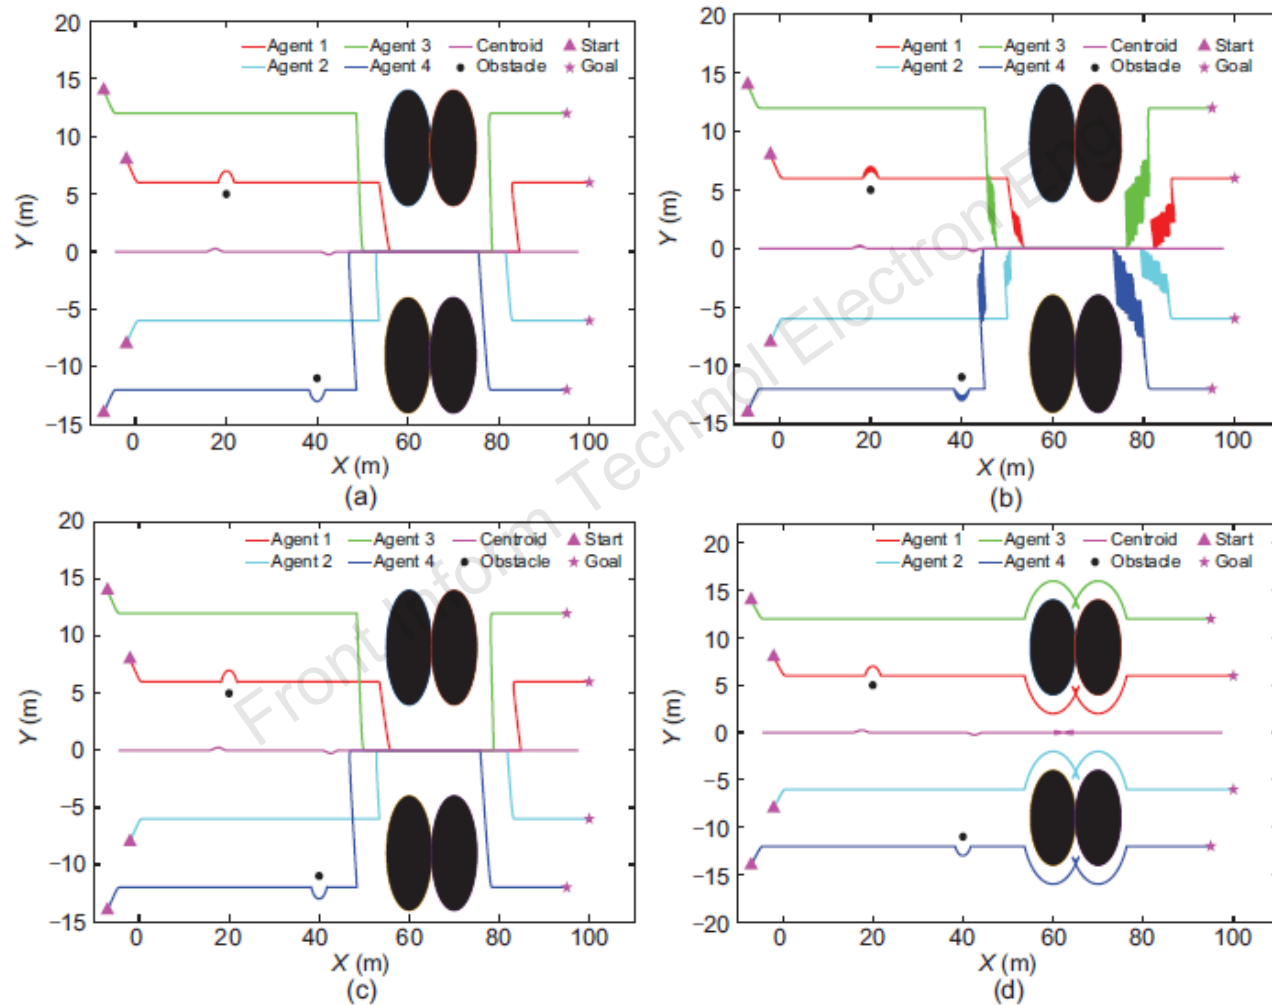 20
Agent 1 Agent 3 Centroid Start
Agent 2 Agent 4 Obstacle Goal
15
10
5
0
−5
−10
−15
Y (m)
0 20 40 60 80 100
X (m)
(a)
20
Agent 1 Agent 3 Centroid Start
Agent 2 Agent 4 Obstacle Goal
15
10
5
0
−5
−10
−15
Y (m)
0 20 40 60 80 100
X (m)
(b)
20
Agent 1 Agent 3 Centroid Start
Agent 2 Agent 4 Obstacle Goal
15
10
5
0
−5
−10
−15
Y (m)
0 20 40 60 80 100
X (m)
(c)
20
Agent 1 Agent 3 Centroid Start
Agent 2 Agent 4 Obstacle Goal
15
10
5
0
−5
−10
−15
−20
Y (m)
0 20 40 60 80 100
X (m)
(d)
Front Inform Technol Electron Eng